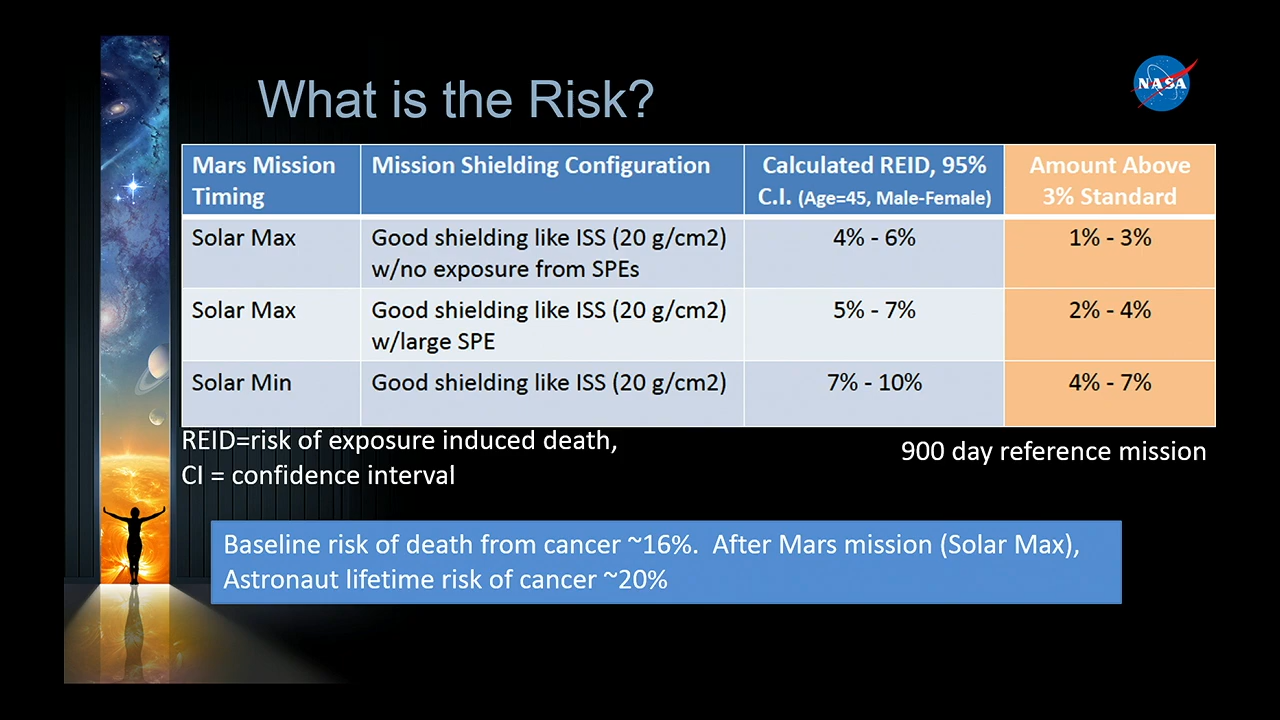 What is the Risk?
NASA
Mars Mission
Timing
Mission Shielding Configuration
Calculated REID, 95%
C.I. (Age=45, Male-Female)
Amount Above
3% Standard
Solar Max
Good shielding like ISS (20 g/cm2)
w/no exposure from SPEs
4% - 6%
1% - 3%
Solar Max
Good shielding like ISS (20 g/cm2)
w/large SPE
5% - 7%
2% - 4%
Solar Min
Good shielding like ISS (20 g/cm2)
7% - 10%
4% - 7%
REID=risk of exposure induced death,
CI = confidence interval
900 day reference mission
Baseline risk of death from cancer ~16%.  After Mars mission (Solar Max),
Astronaut lifetime risk of cancer ~20%